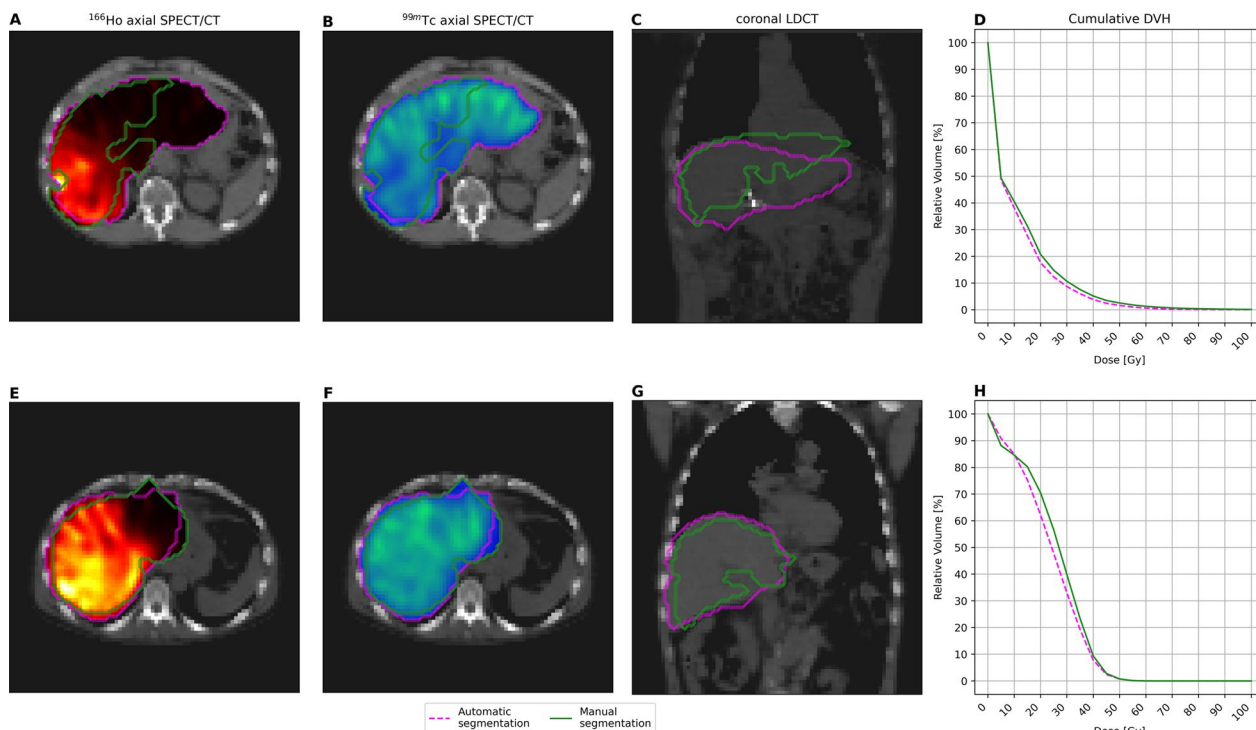 A
¹⁶⁶Ho axial SPECT/CT
B
⁹⁹ᵐTc axial SPECT/CT
C
coronal LDCT
D
Cumulative DVH
100
90
80
70
60
50
40
30
20
10
0
Relative Volume [%]
0 10 20 30 40 50 60 70 80 90 100
Dose [Gy]
E
F
G
H
100
90
80
70
60
50
40
30
20
10
0
Relative Volume [%]
0 10 20 30 40 50 60 70 80 90 100
Dose [Gy]
Automatic
segmentation
Manual
segmentation